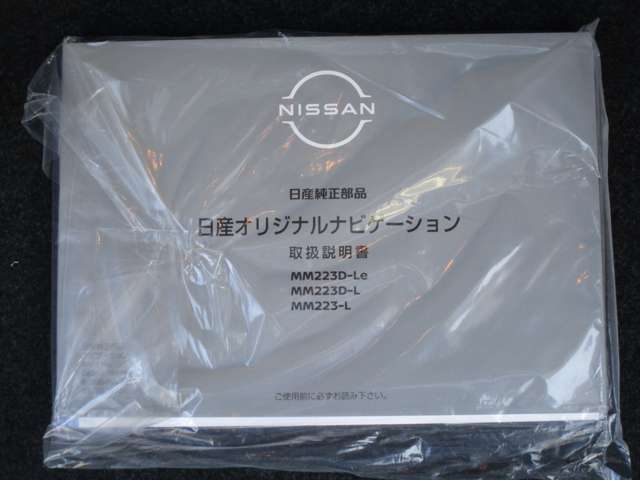 NISSAN
日産純正部品
日産オリジナルナビゲーション
取扱説明書
MM223D-Le
MM223D-L
MM223-L
ご使用前に必ずお読み下さい。